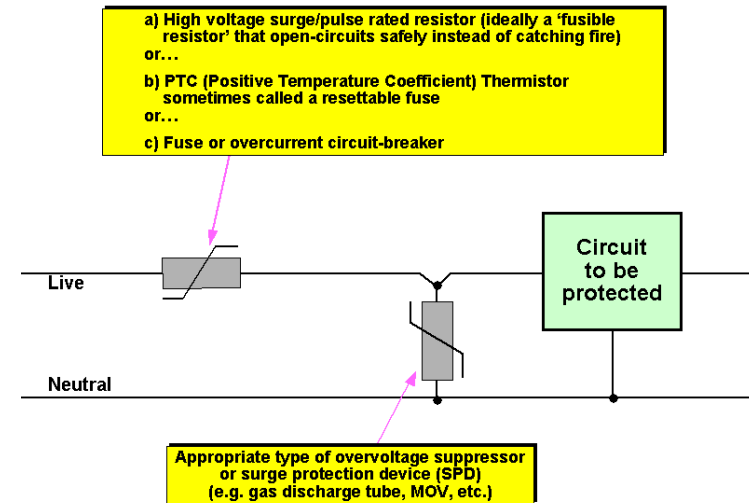 a) High voltage surge/pulse rated resistor (ideally a ‘fusible
resistor’ that open-circuits safely instead of catching fire)
or…
b) PTC (Positive Temperature Coefficient) Thermistor
sometimes called a resettable fuse
or…
c) Fuse or overcurrent circuit-breaker
Circuit
to be
protected
Live
Neutral
Appropriate type of overvoltage suppressor
or surge protection device (SPD)
(e.g. gas discharge tube, MOV, etc.)